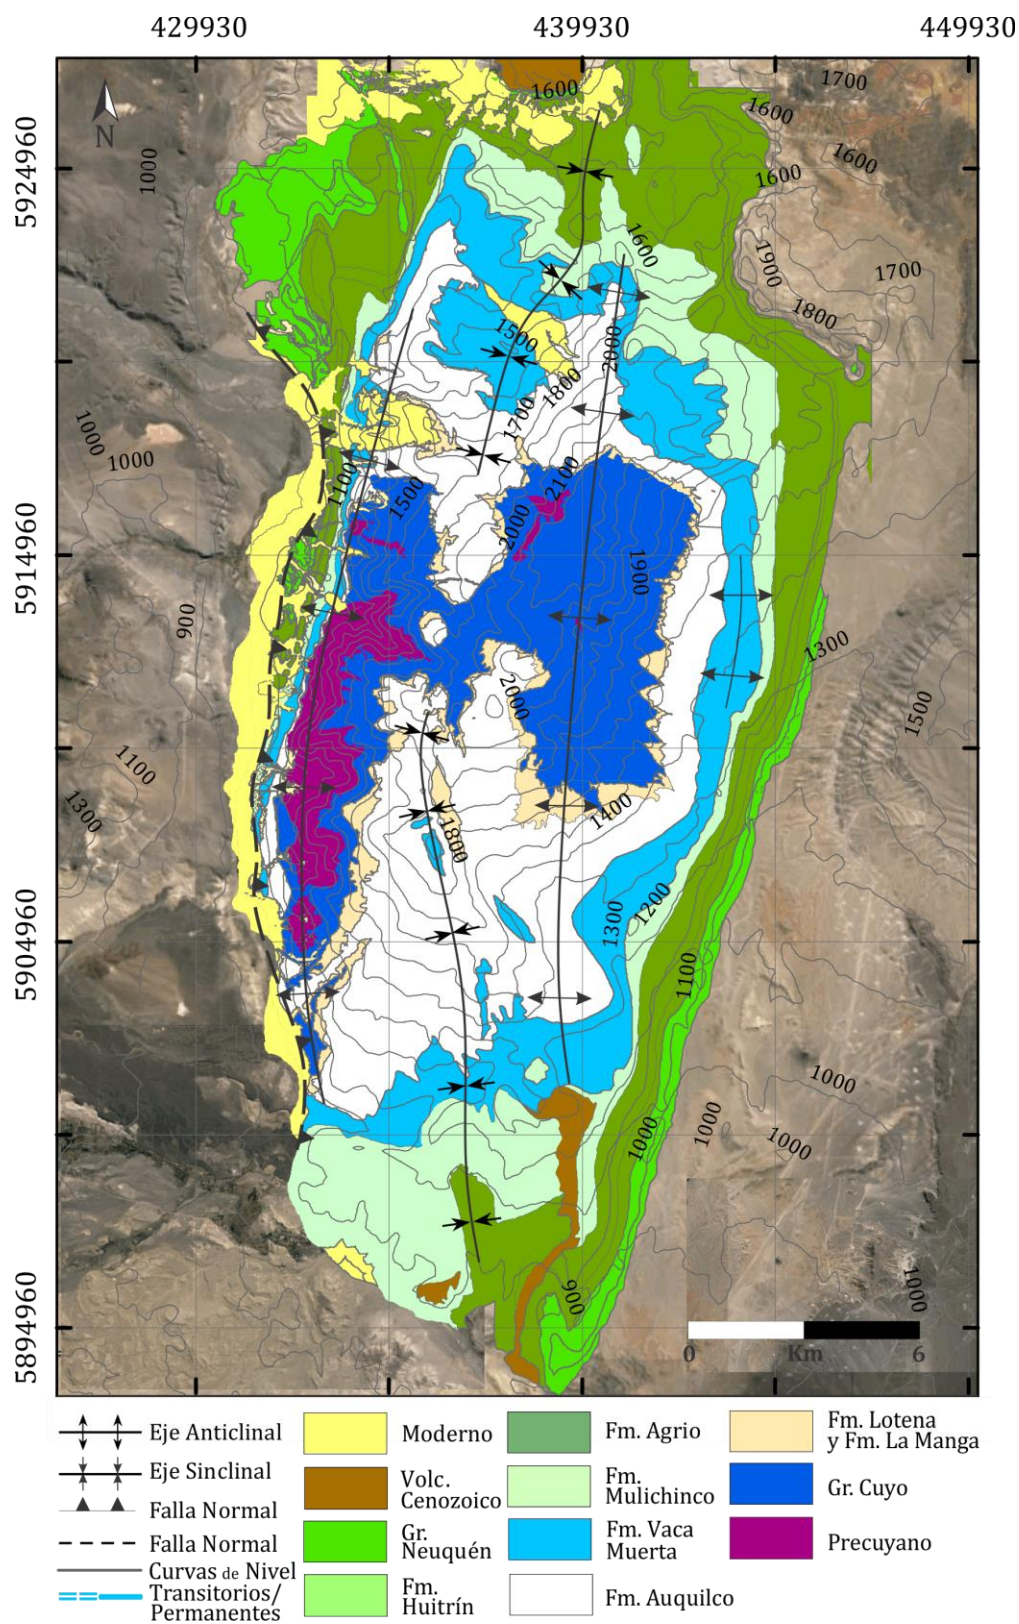 429930
439930
449930
5924960
5914960
5904960
5894960
N
1600
1700
1600
1600
1600
1000
1600
1900
1700
1800
1500
2000
1800
1700
1000
1000
1100
1500
2100
2000
1900
900
1300
2000
1500
1100
1300
1400
1800
1200
1300
1100
1000
1000
1000
1000
900
1000
0
Km
6
Eje Anticlinal
Eje Sinclinal
Falla Normal
Falla Normal
Curvas de Nivel
Transitorios/
Permanentes
Moderno
Volc.
Cenozoico
Gr.
Neuquén
Fm.
Huitrín
Fm. Agrio
Fm.
Mulichinco
Fm. Vaca
Muerta
Fm. Auquilco
Fm. Lotena
y Fm. La Manga
Gr. Cuyo
Precuyano